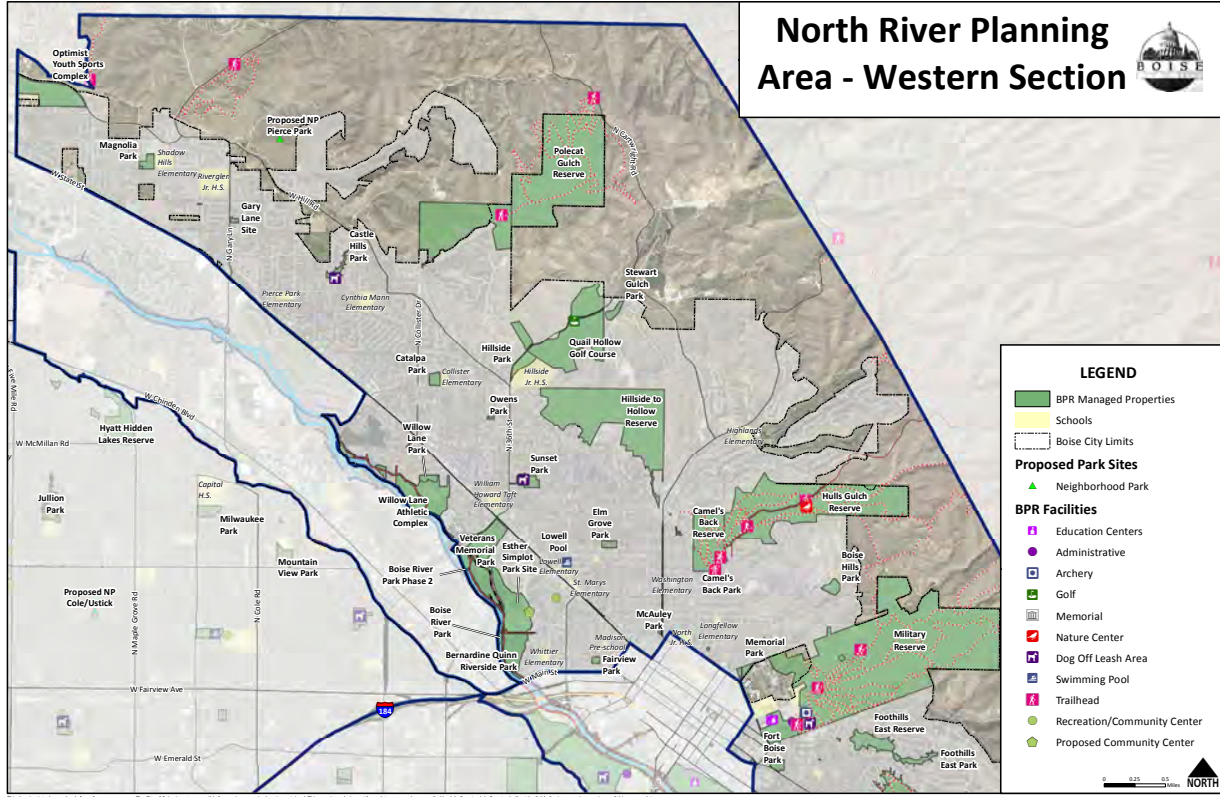 North River Planning
Area - Western Section
BOISE
Optimist
Youth Sports
Complex
Magnolia
Park
Shadow
Hills
Elementary
Riverglen
Jr. H.S.
Proposed NP
Pierce Park
W State St
W Hill Rd
N Gary Ln
Gary
Lane
Site
Castle
Hills
Park
Polecat
Gulch
Reserve
N Cartwright Rd
Pierce Park
Elementary
Cynthia Mann
Elementary
N Collister Dr
Stewart
Gulch
Park
Quail Hollow
Golf Course
Hillside
Park
Hillside
Jr. H.S.
Catalpa
Park
Collister
Elementary
Owens
Park
N 36th St
Hillside to
Hollow
Reserve
Highlands
Elementary
W Chinden Blvd
Hyatt Hidden
Lakes Reserve
W McMillan Rd
Willow
Lane
Park
Sunset
Park
William
Howard Taft
Elementary
Capital
H.S.
Jullion
Park
Milwaukee
Park
Willow Lane
Athletic
Complex
Elm
Grove
Park
Camel's
Back
Reserve
Hulls Gulch
Reserve
Veterans
Memorial
Park
Esther
Simplot
Park Site
Lowell
Pool
Lowell
Elementary
Boise River
Park Phase 2
Mountain
View Park
St. Marys
Elementary
Washington
Elementary
Camel's
Back Park
Boise
Hills
Park
Proposed NP
Cole/Ustick
N Maple Grove Rd
N Cole Rd
Boise
River
Park
McAuley
Park
Longfellow
Elementary
North
Jr. H.S.
Madison
Pre-school
Memorial
Park
Military
Reserve
Bernardine Quinn
Riverside Park
Whittier
Elementary
Fairview
Park
W Main St
W Fairview Ave
184
Fort
Boise
Park
Foothills
East Reserve
Foothills
East Park
W Emerald St
LEGEND
BPR Managed Properties
Schools
Boise City Limits
Proposed Park Sites
Neighborhood Park
BPR Facilities
Education Centers
Administrative
Archery
Golf
Memorial
Nature Center
Dog Off Leash Area
Swimming Pool
Trailhead
Recreation/Community Center
Proposed Community Center
0 0.25 0.5
Miles
NORTH